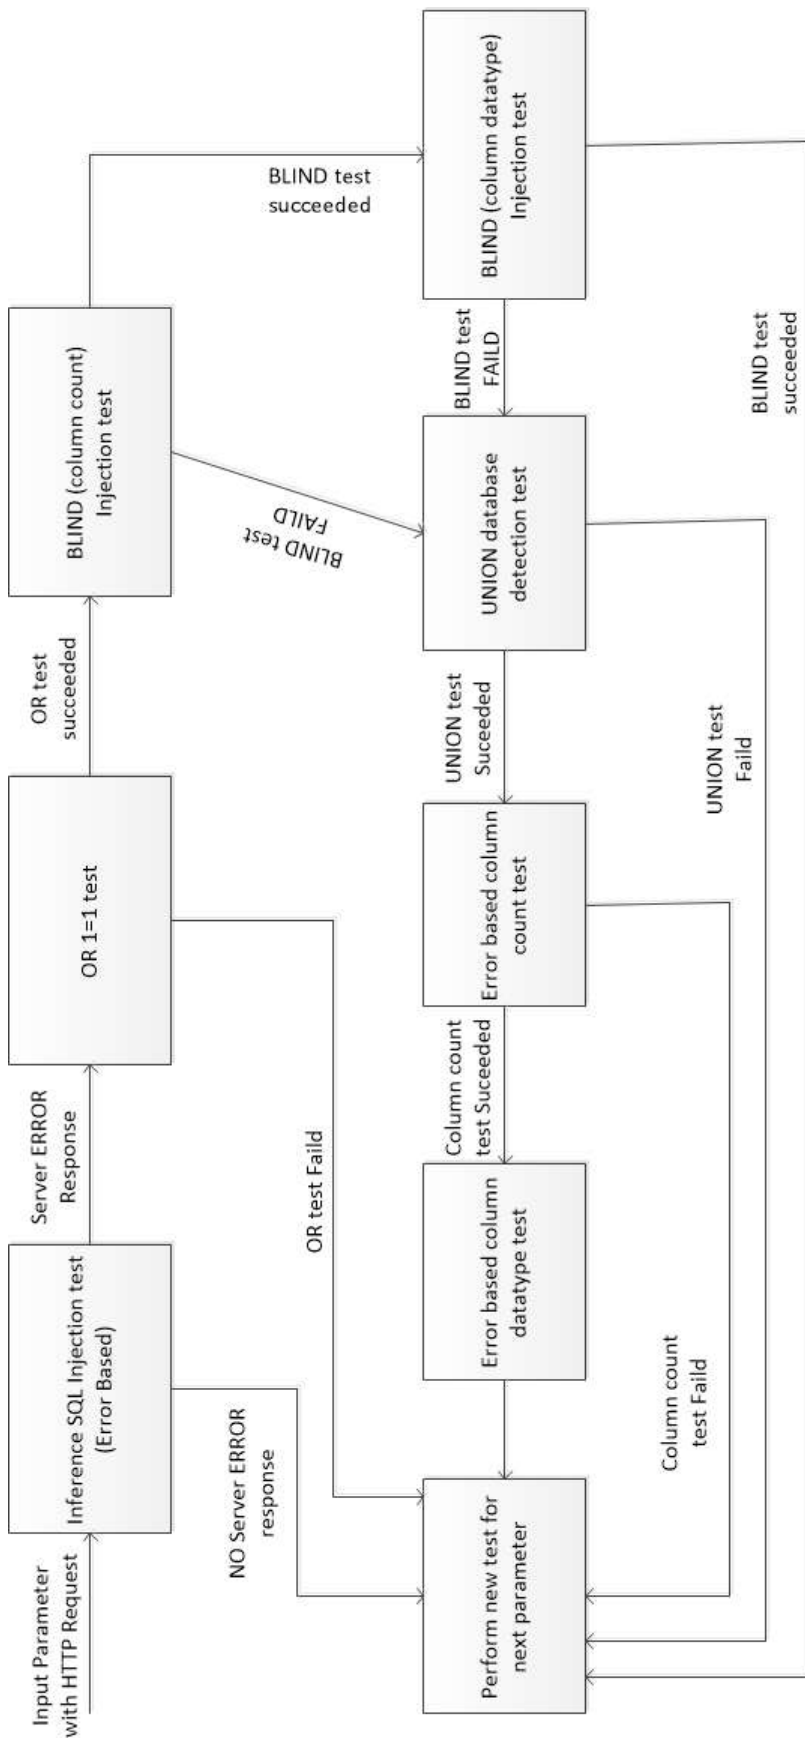 Input Parameter
with HTTP Request
Inference SQL Injection test
(Error Based)
Server ERROR
Response
OR 1=1 test
OR test
succeeded
BLIND (column count)
Injection test
BLIND test
succeeded
NO Server ERROR
response
OR test Faild
BLIND test
FAILD
Perform new test for
next parameter
Error based column
datatype test
Column count
test Suceeded
Error based column
count test
UNION test
Suceeded
UNION database
detection test
BLIND test
FAILD
BLIND (column datatype)
Injection test
Column count
test Faild
UNION test
Faild
BLIND test
succeeded